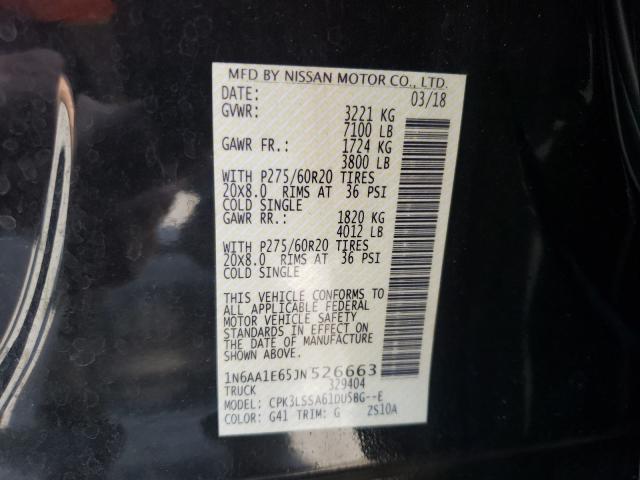 MFD BY NISSAN MOTOR CO., LTD.
DATE: 03/18
GVWR: 3221 KG
7100 LB
GAWR FR.: 1724 KG
3800 LB
WITH P275/60R20 TIRES
20X8.0 RIMS AT 36 PSI
COLD SINGLE
GAWR RR.: 1820 KG
4012 LB
WITH P275/60R20 TIRES
20X8.0 RIMS AT 36 PSI
COLD SINGLE
THIS VEHICLE CONFORMS TO
ALL APPLICABLE FEDERAL
MOTOR VEHICLE SAFETY
STANDARDS IN EFFECT ON
THE DATE OF MANUFACTURE
SHOWN ABOVE.
1N6AA1E65JN526663
TRUCK 329404
MODEL: CPK3LSSA61DU5BG--E
COLOR: G41 TRIM: G 2S10A